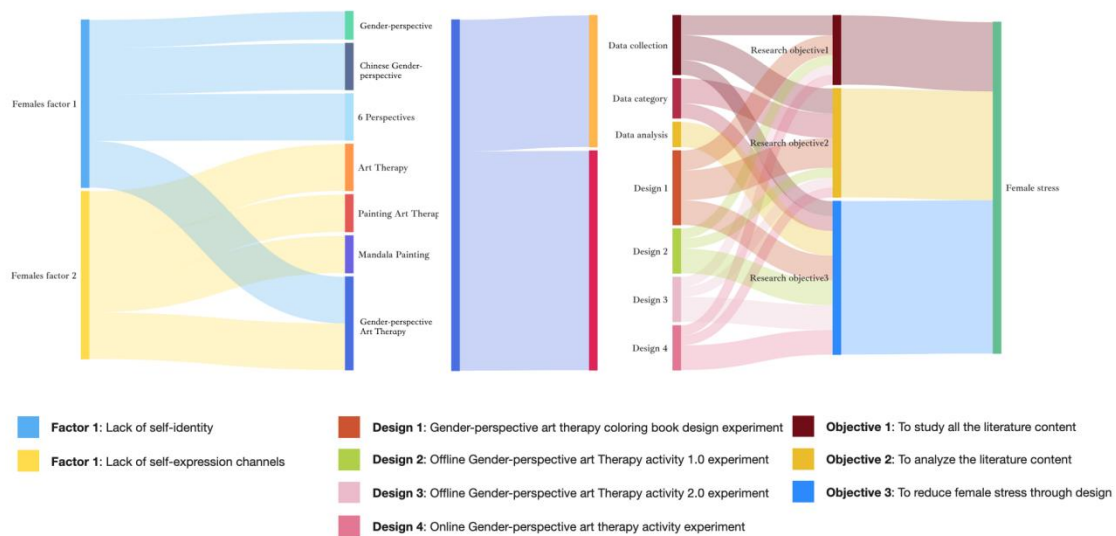 Females factor 1
Females factor 2
Gender-perspective
Chinese Gender-
perspective
6 Perspectives
Art Therapy
Painting Art Therap
Mandala Painting
Gender-perspective
Art Therapy
Data collection
Data category
Data analysis
Design 1
Design 2
Design 3
Design 4
Research objective1
Research objective2
Research objective3
Female stress
Factor 1: Lack of self-identity
Factor 1: Lack of self-expression channels
Design 1: Gender-perspective art therapy coloring book design experiment
Design 2: Offline Gender-perspective art Therapy activity 1.0 experiment
Design 3: Offline Gender-perspective art Therapy activity 2.0 experiment
Design 4: Online Gender-perspective art therapy activity experiment
Objective 1: To study all the literature content
Objective 2: To analyze the literature content
Objective 3: To reduce female stress through design